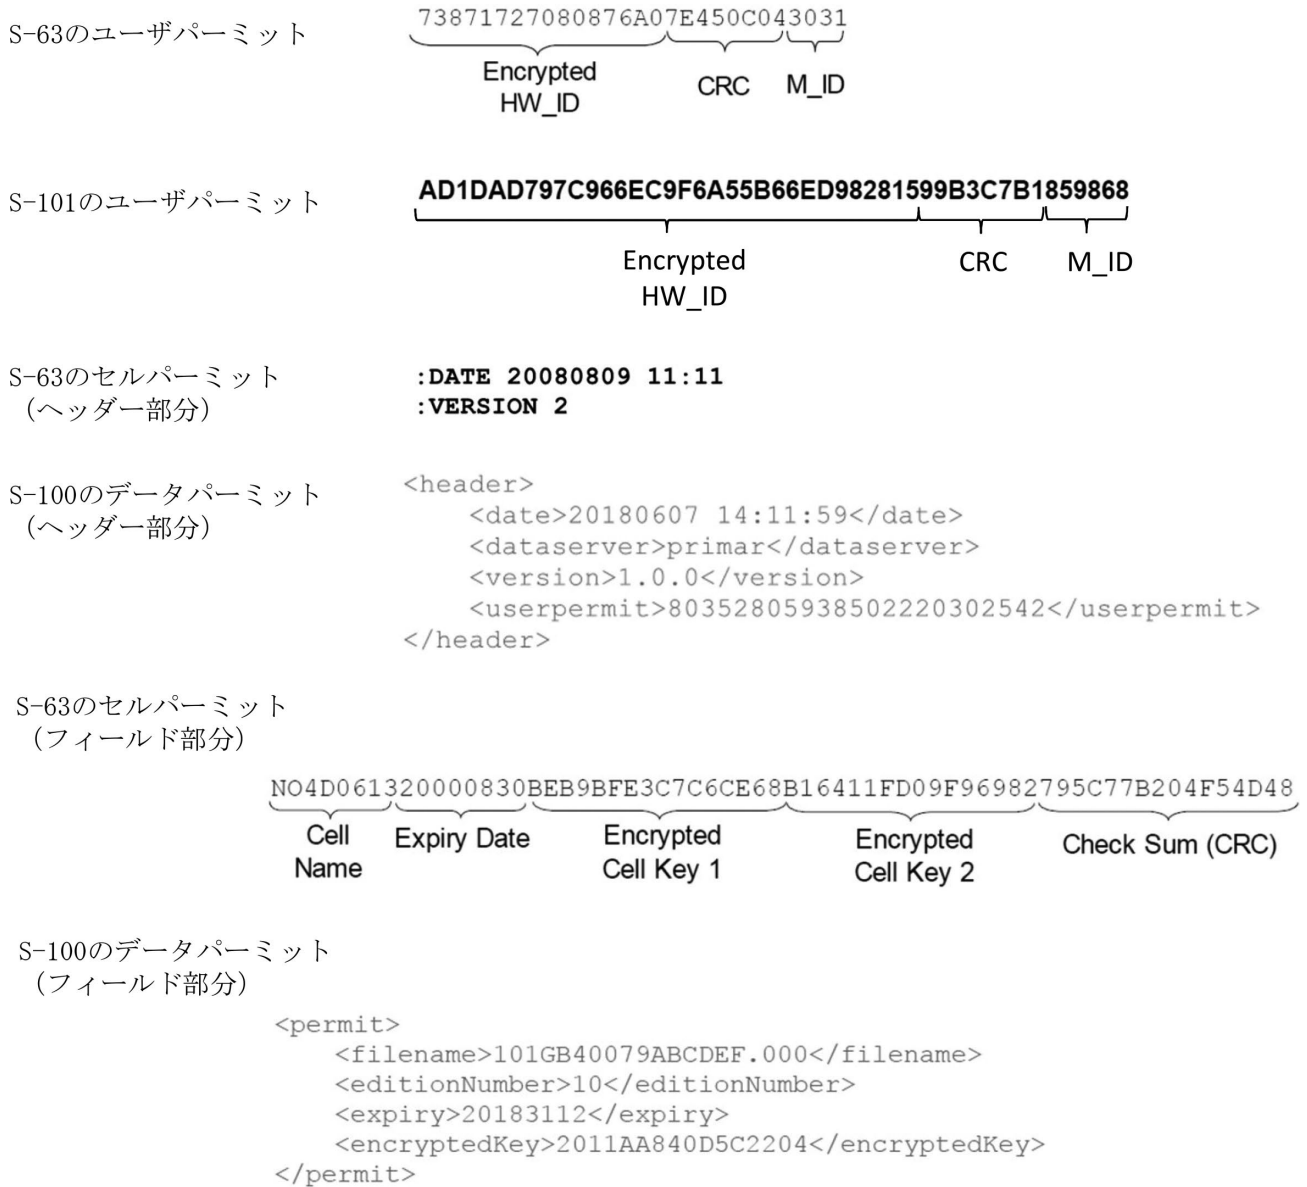 S-63のユーザパーミット
73871727080876A07E450C043031
Encrypted
HW_ID
CRC
M_ID
S-101のユーザパーミット
AD1DAD797C966EC9F6A55B66ED98281599B3C7B1859868
Encrypted
HW_ID
CRC
M_ID
S-63のセルパーミット
（ヘッダー部分）
:DATE 20080809 11:11
:VERSION 2
S-100のデータパーミット
（ヘッダー部分）
<header>
<date>20180607 14:11:59</date>
<dataserver>primar</dataserver>
<version>1.0.0</version>
<userpermit>80352805938502220302542</userpermit>
</header>
S-63のセルパーミット
（フィールド部分）
NO4D061320000830BEB9BFE3C7C6CE68B16411FD09F96982795C77B204F54D48
Cell
Name
Expiry Date
Encrypted
Cell Key 1
Encrypted
Cell Key 2
Check Sum (CRC)
S-100のデータパーミット
（フィールド部分）
<permit>
<filename>101GB40079ABCDEF.000</filename>
<editionNumber>10</editionNumber>
<expiry>20183112</expiry>
<encryptedKey>2011AA840D5C2204</encryptedKey>
</permit>